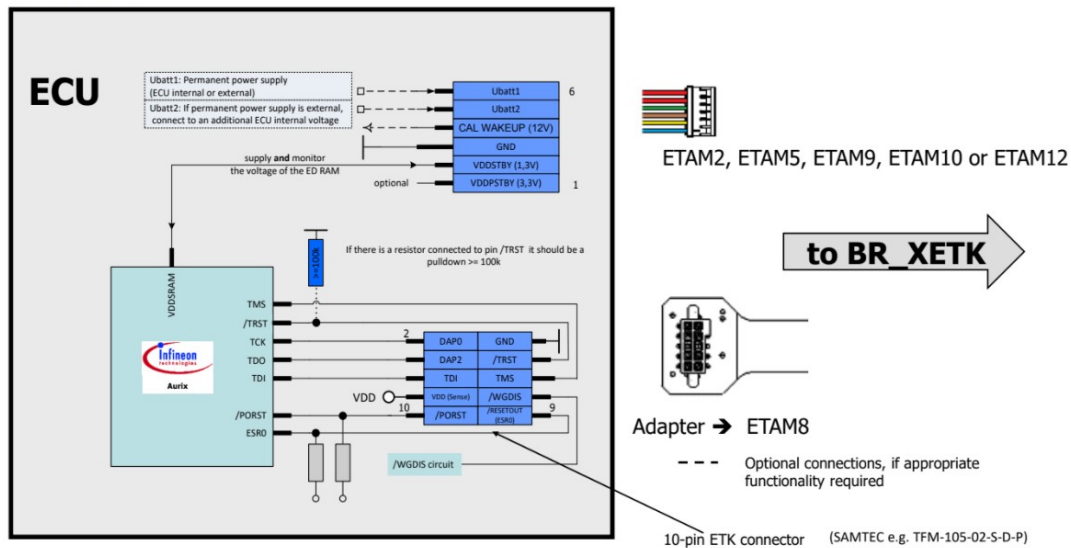 ECU
Ubatt1: Permanent power supply
(ECU internal or external)
Ubatt2: If permanent power supply is external,
connect to an additional ECU internal voltage
Ubatt1 6
Ubatt2
CAL WAKEUP (12V)
GND
VDDSTBY (1,3V)
VDDPSTBY (3,3V) 1
supply and monitor
the voltage of the ED RAM
optional
ETAM2, ETAM5, ETAM9, ETAM10 or ETAM12
to BR_XETK
>=100k
If there is a resistor connected to pin /TRST it should be a
pulldown >= 100k
VDDSRAM
Infineon
technologies
Aurix
TMS
/TRST
TCK
TDO
TDI
/PORST
ESR0
2
DAP0 GND
DAP2 /TRST
TDI TMS
VDD
VDD (Sense) /WGDIS
10 9
/PORST /RESETOUT
(ESR0)
/WGDIS circuit
Adapter → ETAM8
Optional connections, if appropriate
functionality required
10-pin ETK connector (SAMTEC e.g. TFM-105-02-S-D-P)